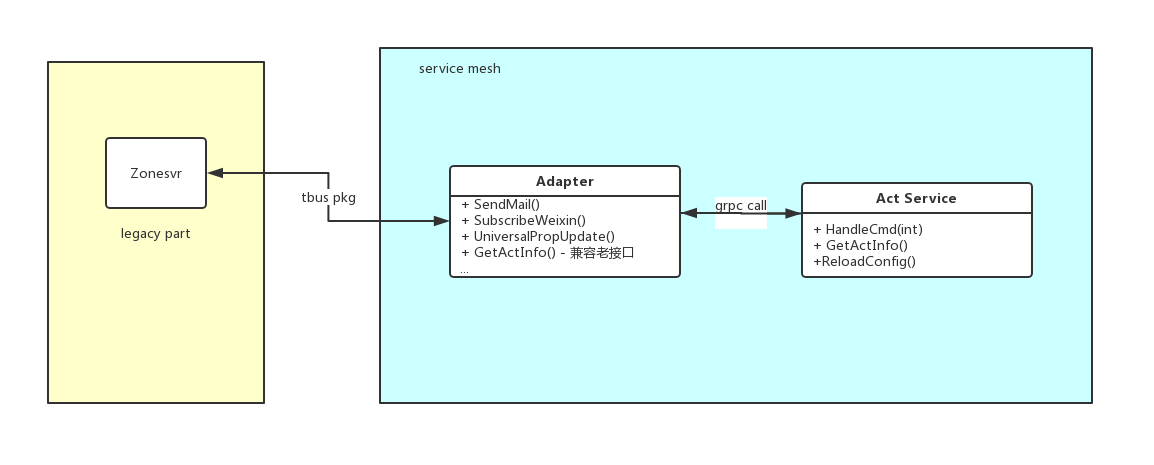 service mesh
Zonesvr
legacy part
tbus pkg
Adapter
+ SendMail()
+ SubscribeWeixin()
+ UniversalPropUpdate()
+ GetActInfo() - 兼容老接口
...
grpc call
Act Service
+ HandleCmd(int)
+ GetActInfo()
+ReloadConfig()